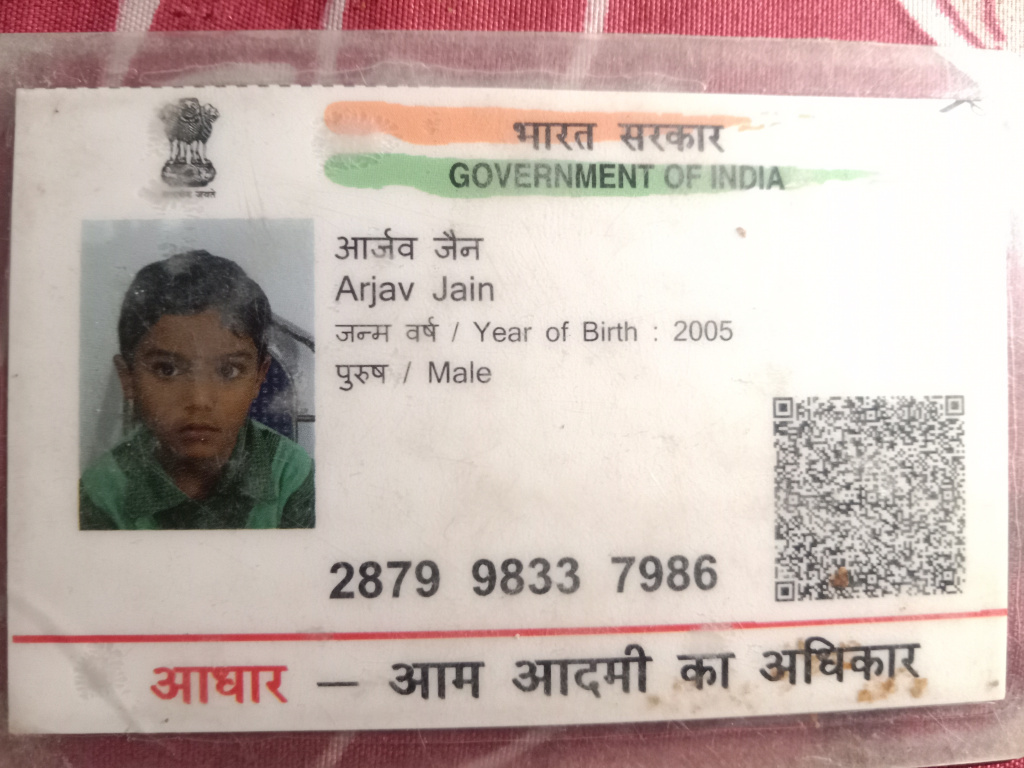 भारत सरकार
GOVERNMENT OF INDIA
आर्जव जैन
Arjav Jain
जन्म वर्ष / Year of Birth : 2005
पुरुष / Male
2879 9833 7986
आधार – आम आदमी का अधिकार